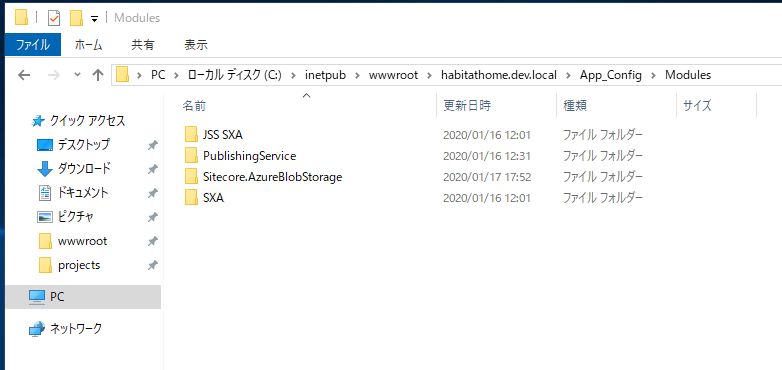 Modules
ファイル ホーム 共有 表示
PC ローカル ディスク (C:) inetpub wwwroot habitathome.dev.local App_Config Modules
名前 更新日時 種類 サイズ
クイック アクセス
デスクトップ
ダウンロード
ドキュメント
ピクチャ
wwwroot
projects
PC
ネットワーク
JSS SXA 2020/01/16 12:01 ファイル フォルダー
PublishingService 2020/01/16 12:31 ファイル フォルダー
Sitecore.AzureBlobStorage 2020/01/17 17:52 ファイル フォルダー
SXA 2020/01/16 12:01 ファイル フォルダー